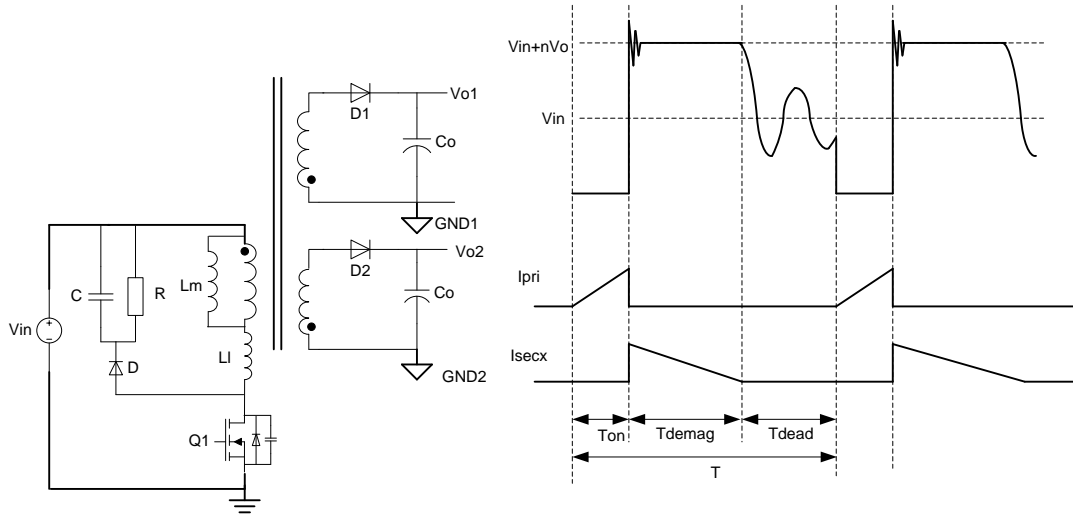 Vo1
D1
Co
GND1
Vo2
D2
Co
GND2
C
R
Lm
Vin
+
−
D
Ll
Q1
Vin+nVo
Vin
Ipri
Isecx
Ton
Tdemag
Tdead
T